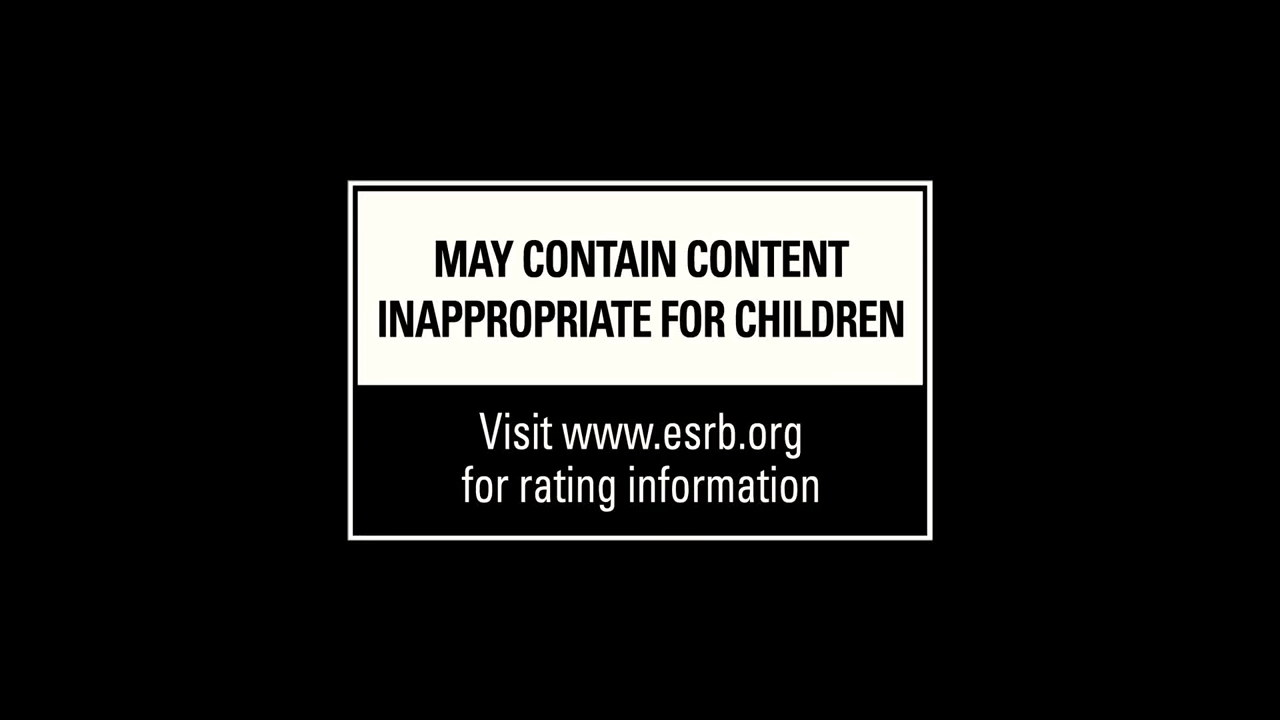 MAY CONTAIN CONTENT
INAPPROPRIATE FOR CHILDREN
Visit www.esrb.org
for rating information